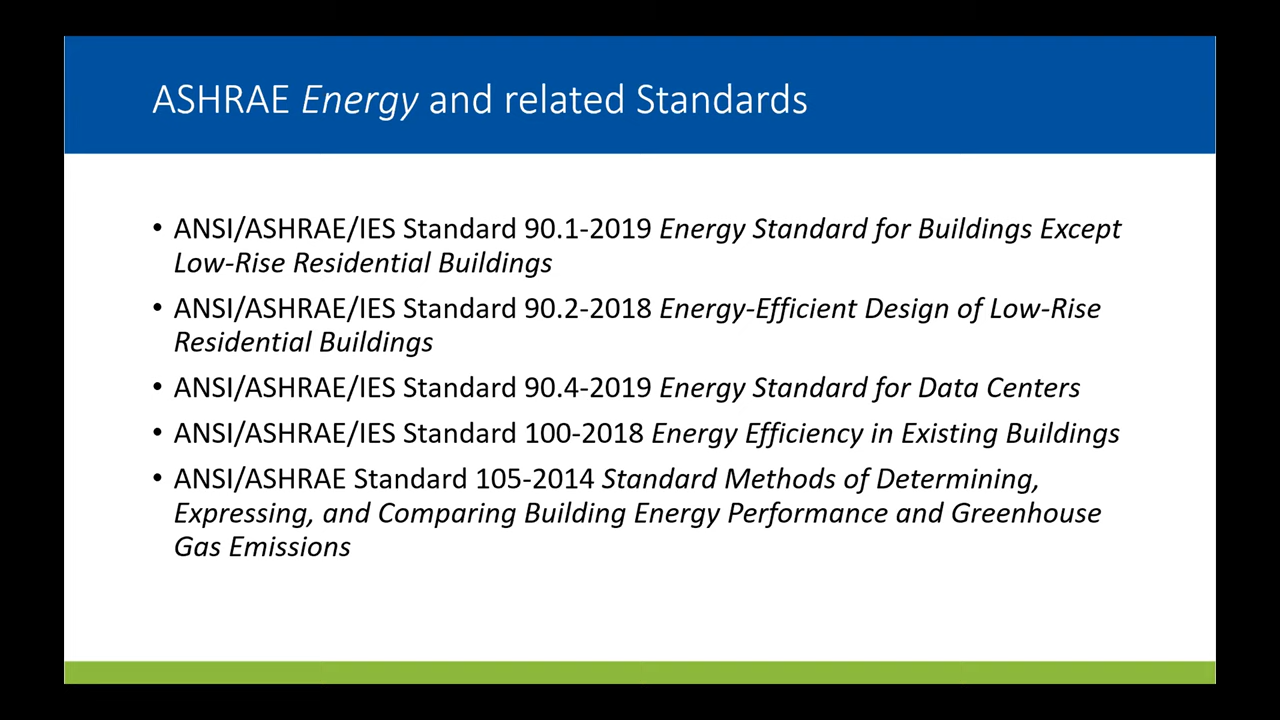 ASHRAE Energy and related Standards
• ANSI/ASHRAE/IES Standard 90.1-2019 Energy Standard for Buildings Except
Low-Rise Residential Buildings
• ANSI/ASHRAE/IES Standard 90.2-2018 Energy-Efficient Design of Low-Rise
Residential Buildings
• ANSI/ASHRAE/IES Standard 90.4-2019 Energy Standard for Data Centers
• ANSI/ASHRAE/IES Standard 100-2018 Energy Efficiency in Existing Buildings
• ANSI/ASHRAE Standard 105-2014 Standard Methods of Determining,
Expressing, and Comparing Building Energy Performance and Greenhouse
Gas Emissions